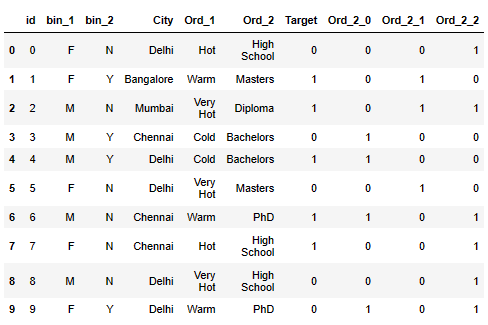 id bin_1 bin_2 City Ord_1 Ord_2 Target Ord_2_0 Ord_2_1 Ord_2_2
0 0 F N Delhi Hot High School 0 0 0 1
1 1 F Y Bangalore Warm Masters 1 0 1 0
2 2 M N Mumbai Very Hot Diploma 1 0 1 1
3 3 M Y Chennai Cold Bachelors 0 1 0 0
4 4 M Y Delhi Cold Bachelors 1 1 0 0
5 5 F N Delhi Very Hot Masters 0 0 1 0
6 6 M N Chennai Warm PhD 1 1 0 1
7 7 F N Chennai Hot High School 1 0 0 1
8 8 M N Delhi Very Hot High School 0 0 0 1
9 9 F Y Delhi Warm PhD 0 1 0 1